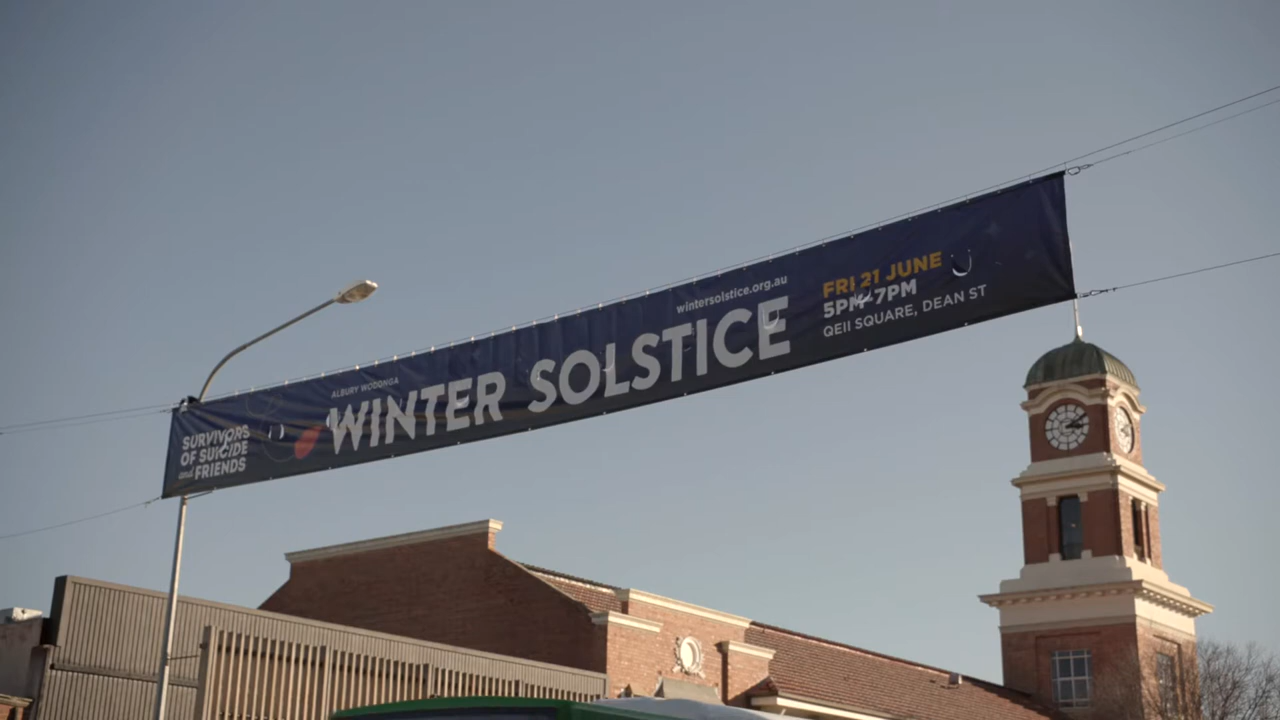 SURVIVORS
OF SUICIDE
and FRIENDS
ALBURY WODONGA
WINTER SOLSTICE
wintersolstice.org.au
FRI 21 JUNE
5PM-7PM
QEII SQUARE, DEAN ST